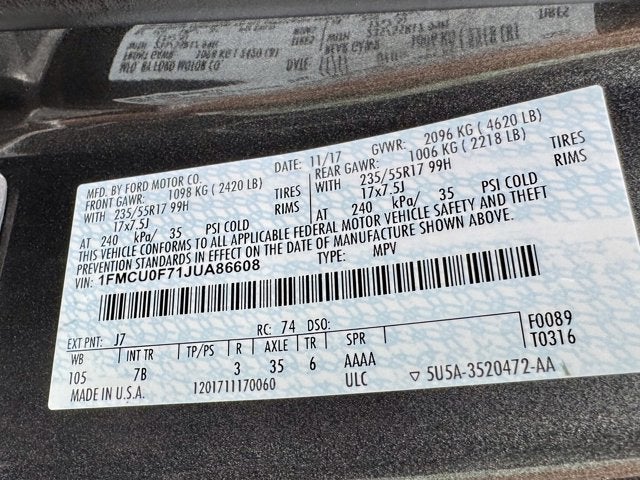 MFD. BY FORD MOTOR CO. DATE: 11/17 GVWR: 2096 KG ( 4620 LB)
FRONT GAWR: 1098 KG ( 2420 LB) REAR GAWR: 1006 KG ( 2218 LB)
WITH 235/55R17 99H TIRES WITH 235/55R17 99H TIRES
17x7.5J RIMS 17x7.5J RIMS
AT 240 kPa/ 35 PSI COLD AT 240 kPa/ 35 PSI COLD
THIS VEHICLE CONFORMS TO ALL APPLICABLE FEDERAL MOTOR VEHICLE SAFETY AND THEFT
PREVENTION STANDARDS IN EFFECT ON THE DATE OF MANUFACTURE SHOWN ABOVE.
VIN: 1FMCU0F71JUA86608 TYPE: MPV
EXT PNT: J7 RC: 74 DSO: F0089
WB INT TR TP/PS R AXLE TR SPR T0316
105 7B 3 35 6 AAAA
MADE IN U.S.A. 1201711170060 ULC ▽ 5U5A-3520472-AA